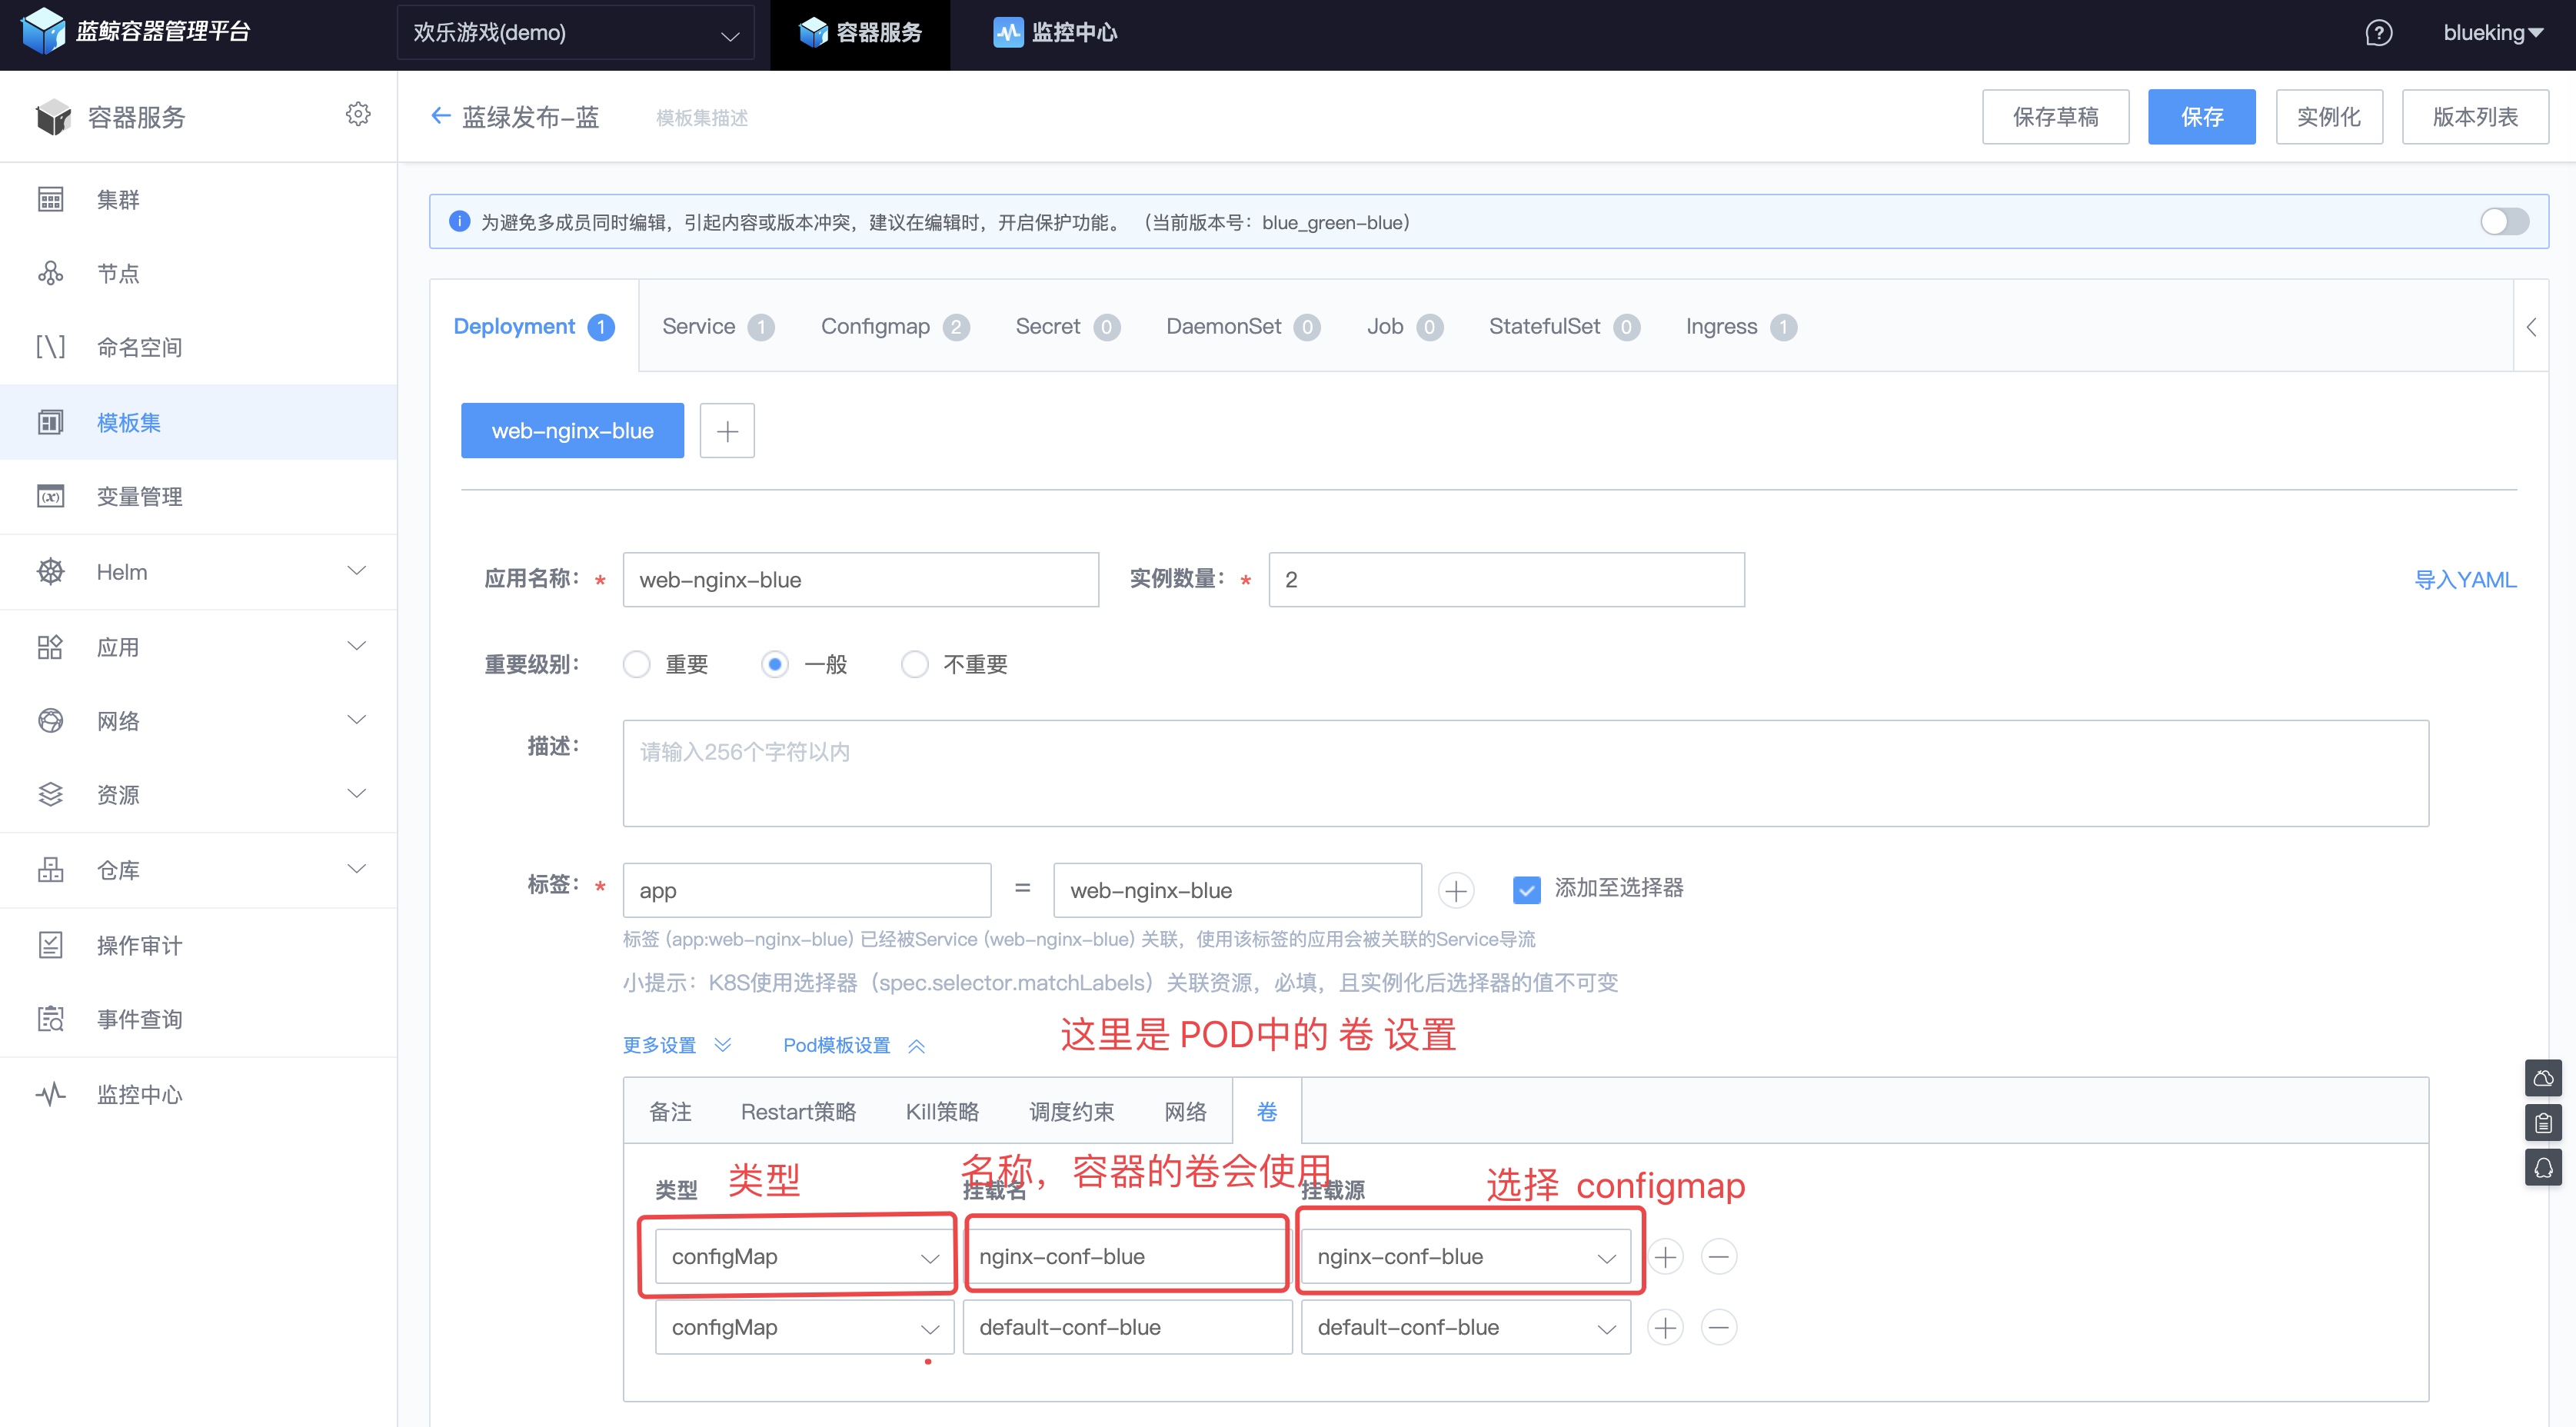 蓝鲸容器管理平台
欢乐游戏(demo)
容器服务
监控中心
blueking
容器服务
蓝绿发布-蓝
模板集描述
保存草稿
保存
实例化
版本列表
集群
节点
命名空间
模板集
变量管理
Helm
应用
网络
资源
仓库
操作审计
事件查询
监控中心
为避免多成员同时编辑，引起内容或版本冲突，建议在编辑时，开启保护功能。（当前版本号：blue_green-blue）
Deployment 1
Service 1
Configmap 2
Secret 0
DaemonSet 0
Job 0
StatefulSet 0
Ingress 1
web-nginx-blue
应用名称： * web-nginx-blue
实例数量： * 2
导入YAML
重要级别： 重要 一般 不重要
描述： 请输入256个字符以内
标签： * app = web-nginx-blue 添加至选择器
标签 (app:web-nginx-blue) 已经被Service (web-nginx-blue) 关联，使用该标签的应用会被关联的Service导流
小提示：K8S使用选择器（spec.selector.matchLabels）关联资源，必填，且实例化后选择器的值不可变
更多设置 Pod模板设置
这里是 POD中的 卷 设置
备注 Restart策略 Kill策略 调度约束 网络 卷
类型 名称，容器的卷会使用 选择 configmap
类型 挂载名 挂载源
configMap nginx-conf-blue nginx-conf-blue
configMap default-conf-blue default-conf-blue